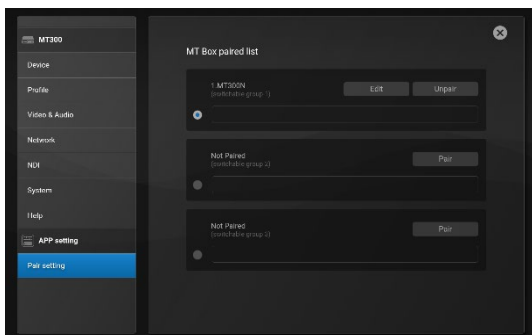 MT300
Device
Profile
Video & Audio
Network
NDI
System
Help
APP setting
Pair setting
MT Box paired list
1.MT300N
(switchable group 1)
Edit
Unpair
Not Paired
(switchable group 2)
Pair
Not Paired
(switchable group 3)
Pair